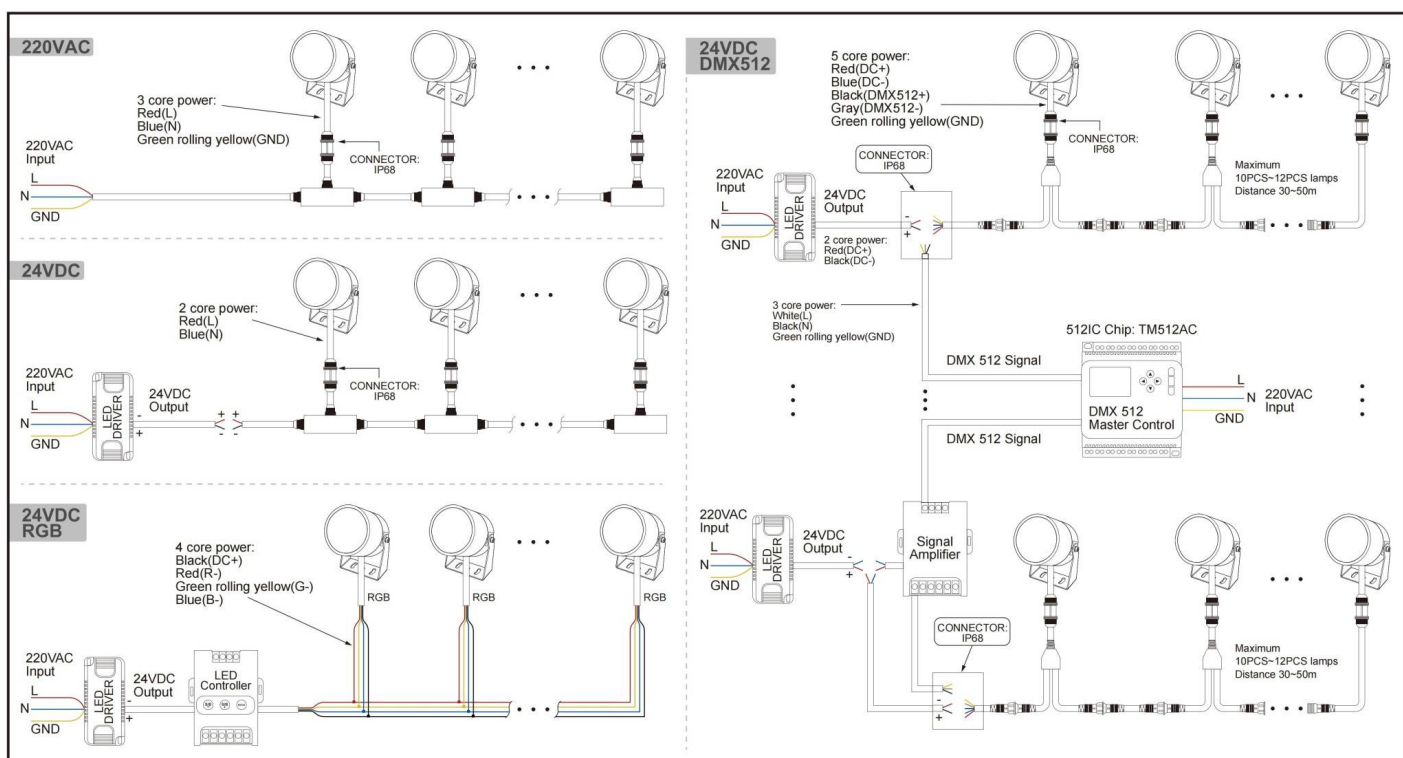 220VAC
3 core power:
Red(L)
Blue(N)
Green rolling yellow(GND)
CONNECTOR:
IP68
220VAC
Input
L
N
GND
24VDC
2 core power:
Red(L)
Blue(N)
CONNECTOR:
IP68
220VAC
Input
L
N
GND
LED
DRIVER
24VDC
Output
-
+
+ +
- -
24VDC
RGB
4 core power:
Black(DC+)
Red(R-)
Green rolling yellow(G-)
Blue(B-)
RGB
RGB
RGB
220VAC
Input
L
N
GND
LED
DRIVER
24VDC
Output
-
+
LED
Controller
24VDC
DMX512
5 core power:
Red(DC+)
Blue(DC-)
Black(DMX512+)
Gray(DMX512-)
Green rolling yellow(GND)
CONNECTOR:
IP68
CONNECTOR:
IP68
Maximum
10PCS~12PCS lamps
Distance 30~50m
220VAC
Input
L
N
GND
LED
DRIVER
24VDC
Output
-
+
2 core power:
Red(DC+)
Black(DC-)
3 core power:
White(L)
Black(N)
Green rolling yellow(GND)
512IC Chip: TM512AC
DMX 512 Signal
DMX 512
Master Control
L
N
GND
220VAC
Input
DMX 512 Signal
220VAC
Input
L
N
GND
LED
DRIVER
24VDC
Output
-
+
Signal
Amplifier
CONNECTOR:
IP68
-
+
Maximum
10PCS~12PCS lamps
Distance 30~50m